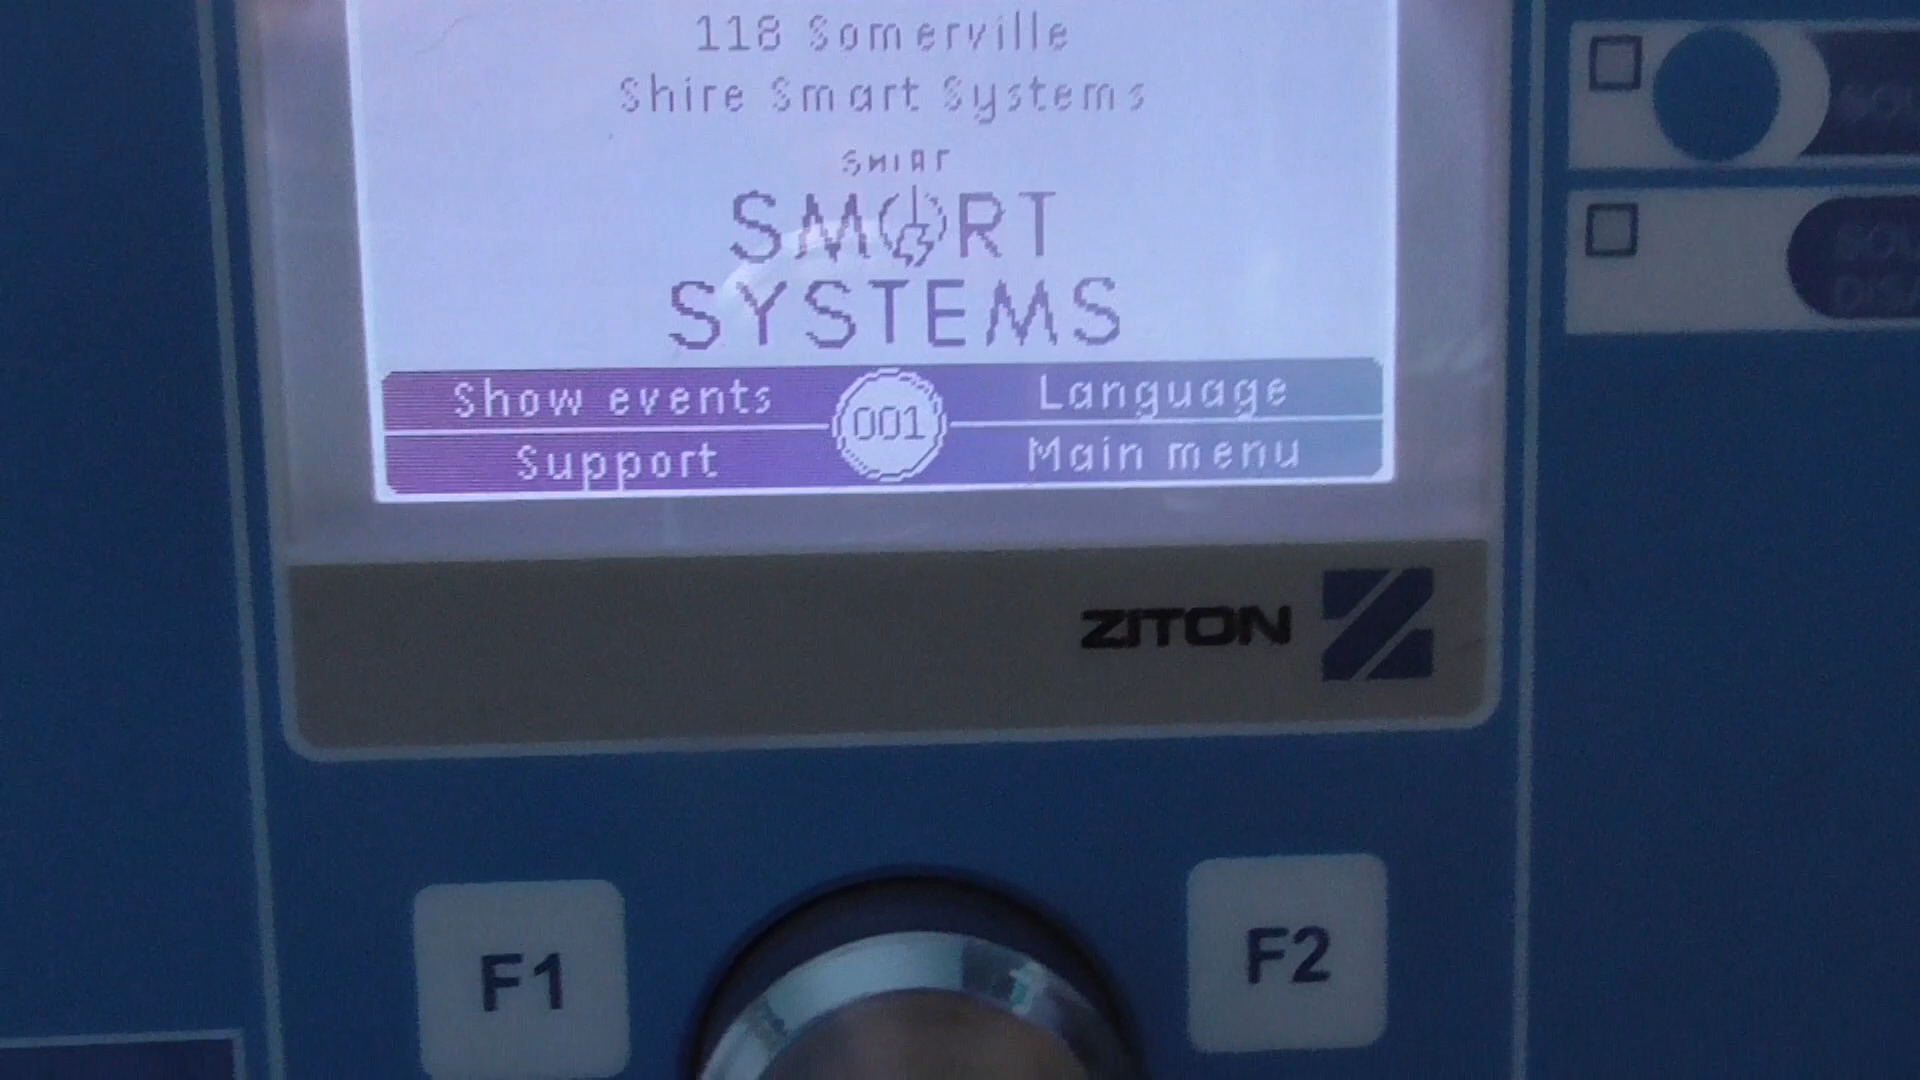 118 Somerville
Shire Smart Systems
SMART
SYSTEMS
Show events
001
Language
Support
Main menu
ZITON
F1
F2